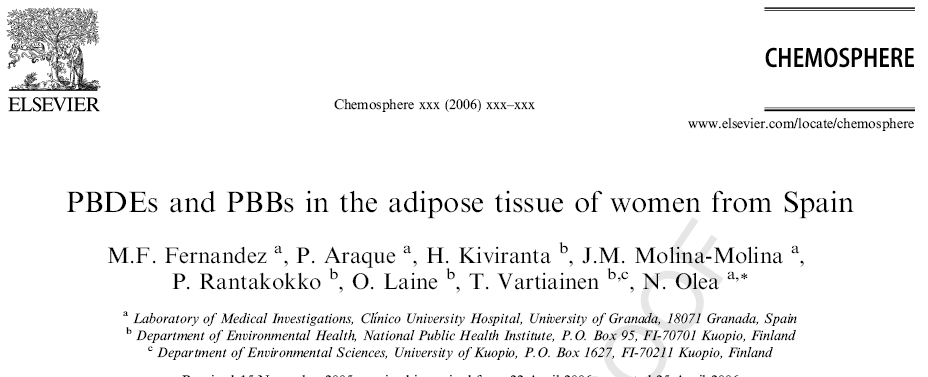 ELSEVIER
CHEMOSPHERE
Chemosphere xxx (2006) xxx–xxx
www.elsevier.com/locate/chemosphere
PBDEs and PBBs in the adipose tissue of women from Spain
M.F. Fernandez a, P. Araque a, H. Kiviranta b, J.M. Molina-Molina a,
P. Rantakokko b, O. Laine b, T. Vartiainen b,c, N. Olea a,*
a Laboratory of Medical Investigations, Clínico University Hospital, University of Granada, 18071 Granada, Spain
b Department of Environmental Health, National Public Health Institute, P.O. Box 95, FI-70701 Kuopio, Finland
c Department of Environmental Sciences, University of Kuopio, P.O. Box 1627, FI-70211 Kuopio, Finland